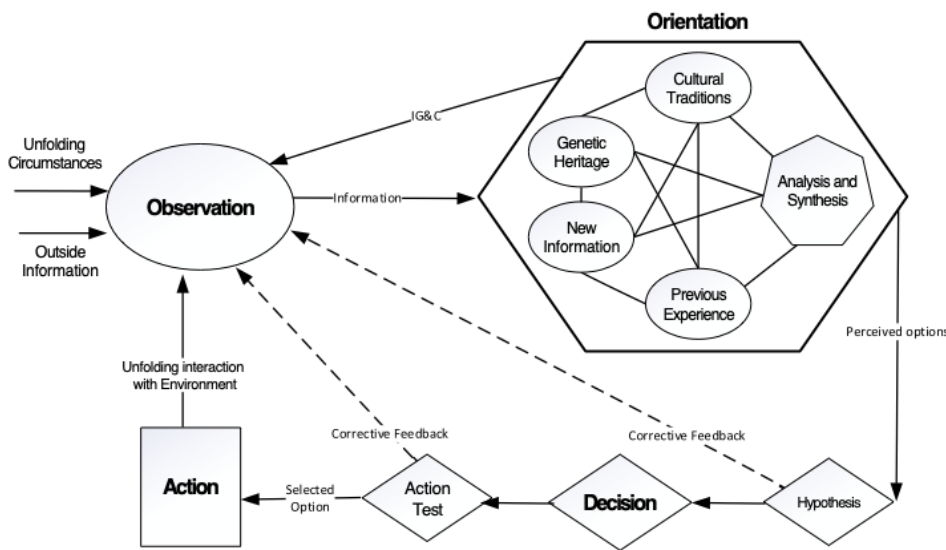 Orientation
Cultural
Traditions
IG&C
Genetic
Heritage
Unfolding
Circumstances
Analysis and
Synthesis
Observation
Information
New
Information
Outside
Information
Previous
Experience
Perceived options
Unfolding interaction
with Environment
Corrective Feedback
Corrective Feedback
Action
Selected
Option
Action
Test
Decision
Hypothesis